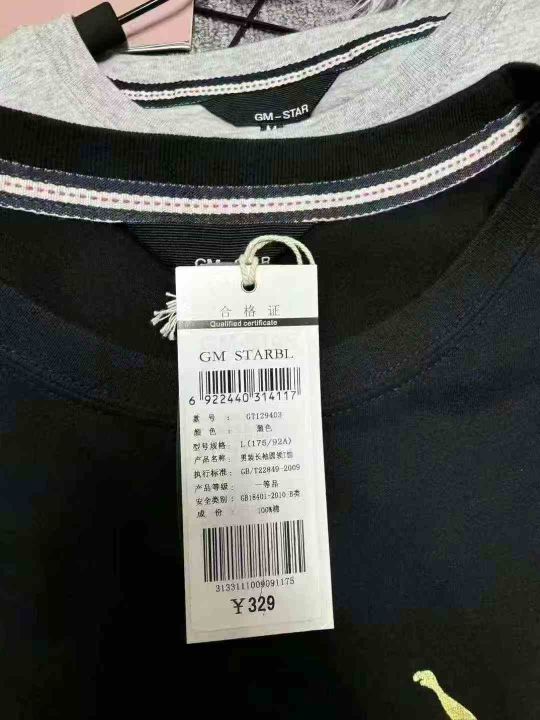 GM-STAR
M
合格证
Qualified certificate
GM STARBL
6 922440 314117
款号: GT129403
颜色:
型号规格: L(175/92A)
产品名称: 男装长袖圆领T恤
执行标准: GB/T22849-2009
产品等级: 一等品
安全类别: GB18401-2010 B类
成份: 100%棉
3133111009091175
¥329